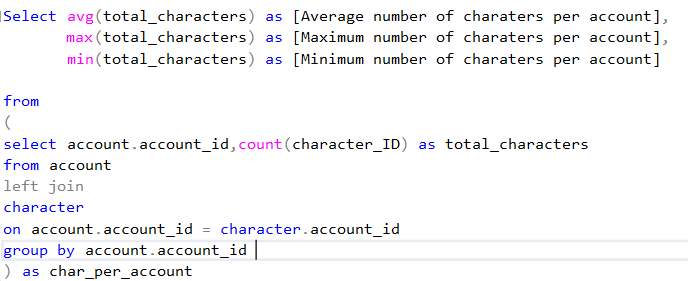 Select avg(total_characters) as [Average number of charaters per account],
max(total_characters) as [Maximum number of charaters per account],
min(total_characters) as [Minimum number of charaters per account]
from
(
select account.account_id,count(character_ID) as total_characters
from account
left join
character
on account.account_id = character.account_id
group by account.account_id
) as char_per_account